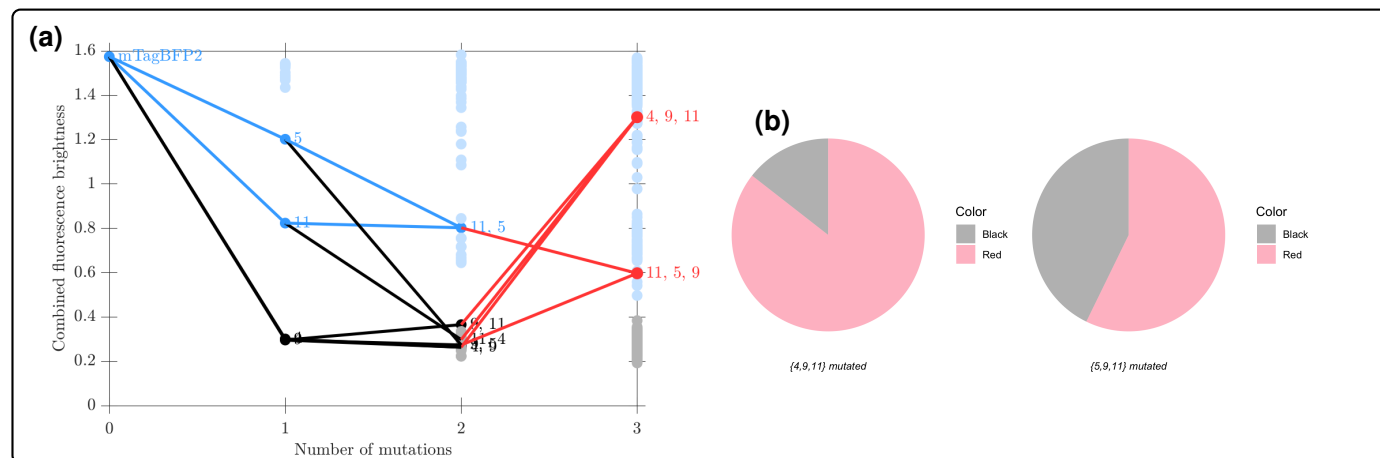 (a)
Combined fluorescence brightness
1.6
1.4
1.2
1
0.8
0.6
0.4
0.2
0
0
1
2
3
Number of mutations
mTagBFP2
5
11
11, 5
9, 11
4, 9, 11
11, 5, 9
(b)
Color
Black
Red
{4,9,11} mutated
Color
Black
Red
{5,9,11} mutated